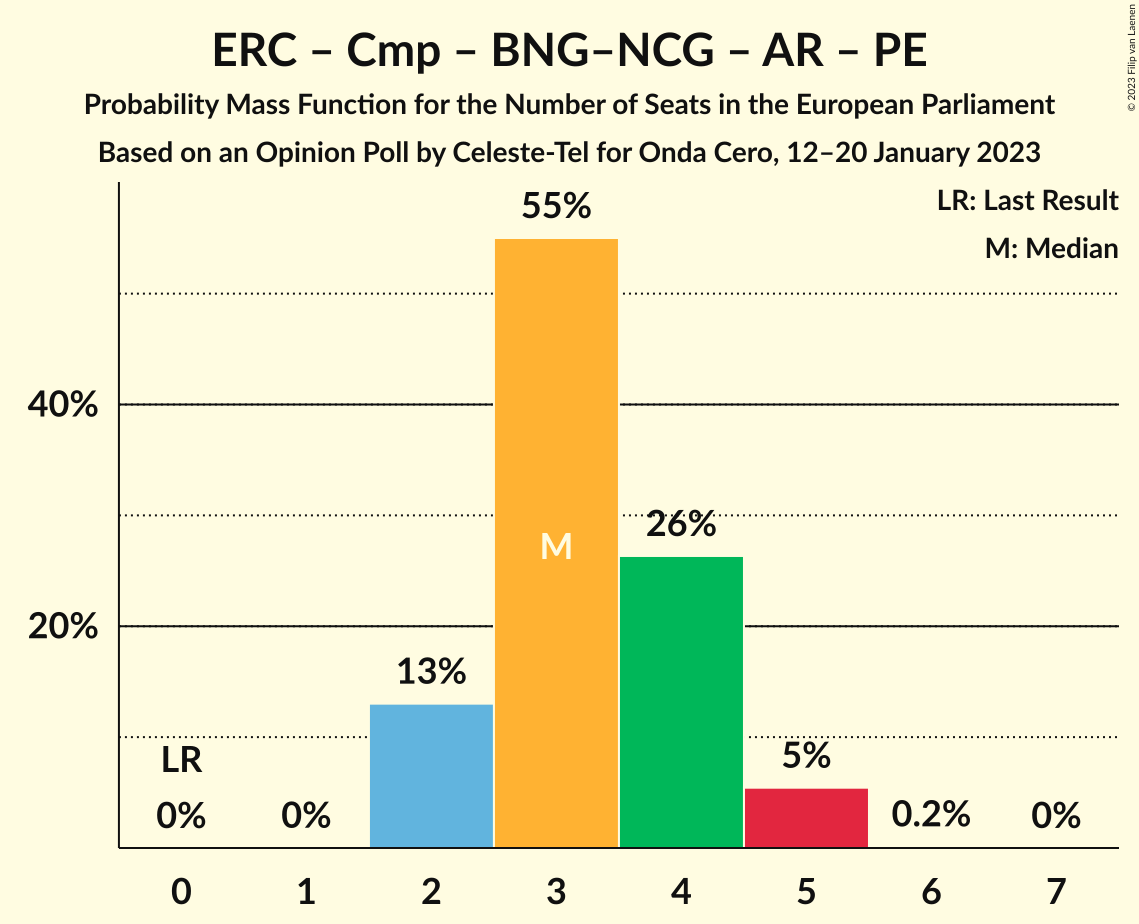 ERC – Cmp – BNG–NCG – AR – PE
Probability Mass Function for the Number of Seats in the European Parliament
Based on an Opinion Poll by Celeste-Tel for Onda Cero, 12–20 January 2023
© 2023 Filip van Laenen
LR: Last Result
M: Median
55%
40%
26%
M
20%
13%
LR
5%
0%
0%
0.2%
0%
0
1
2
3
4
5
6
7